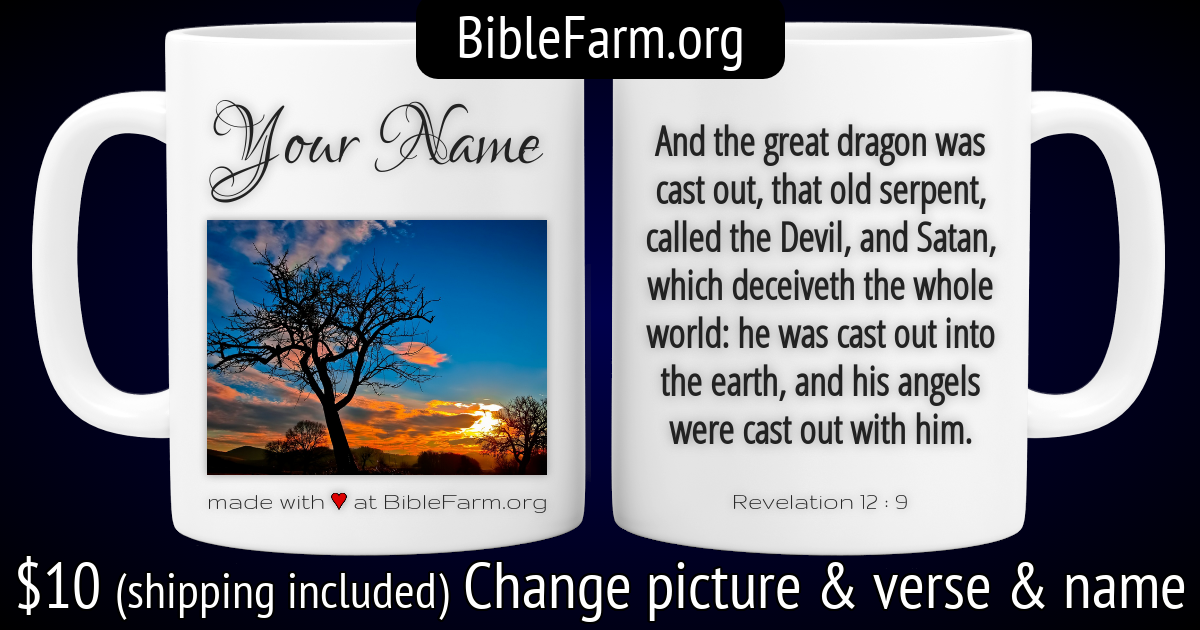 BibleFarm.org
Your Name
made with ❤ at BibleFarm.org
And the great dragon was
cast out, that old serpent,
called the Devil, and Satan,
which deceiveth the whole
world: he was cast out into
the earth, and his angels
were cast out with him.
Revelation 12 : 9
$10 (shipping included) Change picture & verse & name